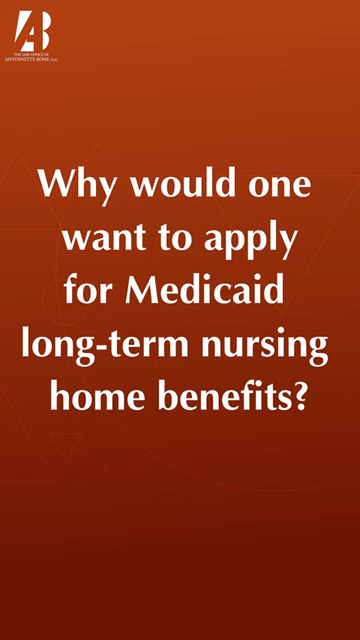 AB
THE LAW OFFICE OF
ANTOINETTE BONE PLLC
Why would one
want to apply
for Medicaid
long-term nursing
home benefits?